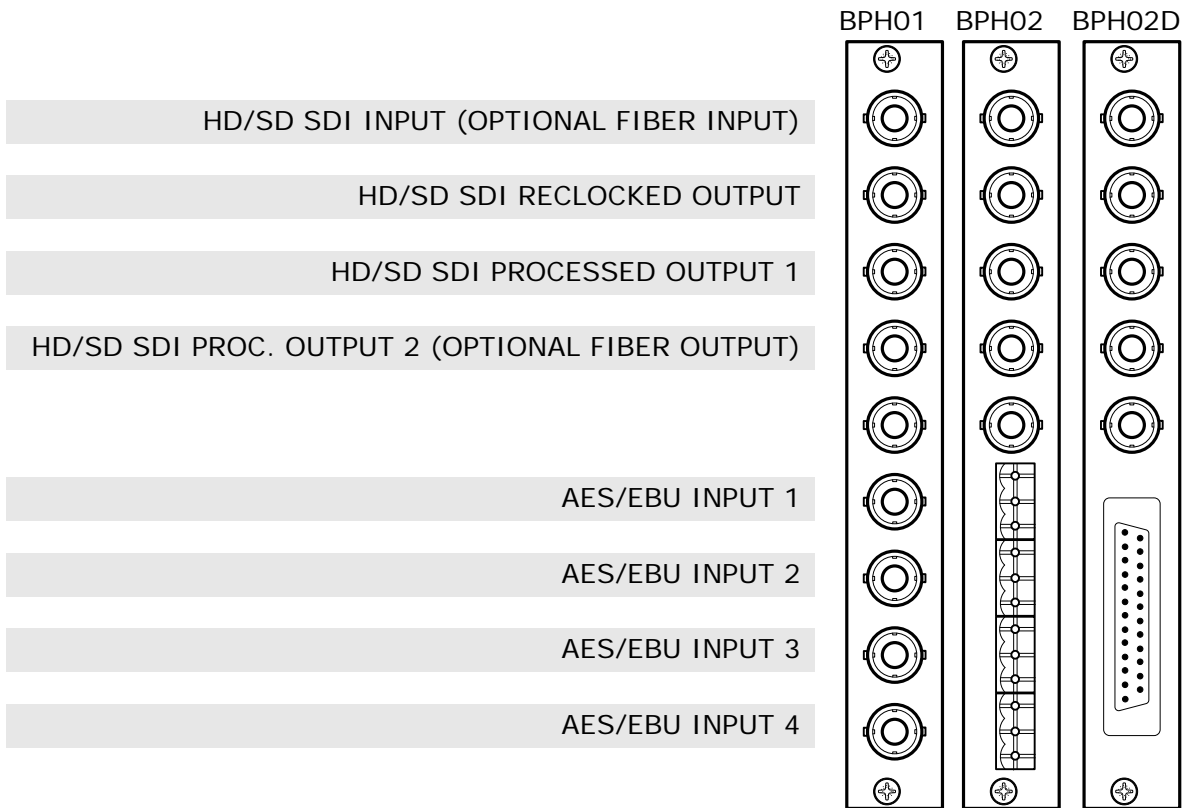 BPH01 BPH02 BPH02D
HD/SD SDI INPUT (OPTIONAL FIBER INPUT)
HD/SD SDI RECLOCKED OUTPUT
HD/SD SDI PROCESSED OUTPUT 1
HD/SD SDI PROC. OUTPUT 2 (OPTIONAL FIBER OUTPUT)
AES/EBU INPUT 1
AES/EBU INPUT 2
AES/EBU INPUT 3
AES/EBU INPUT 4